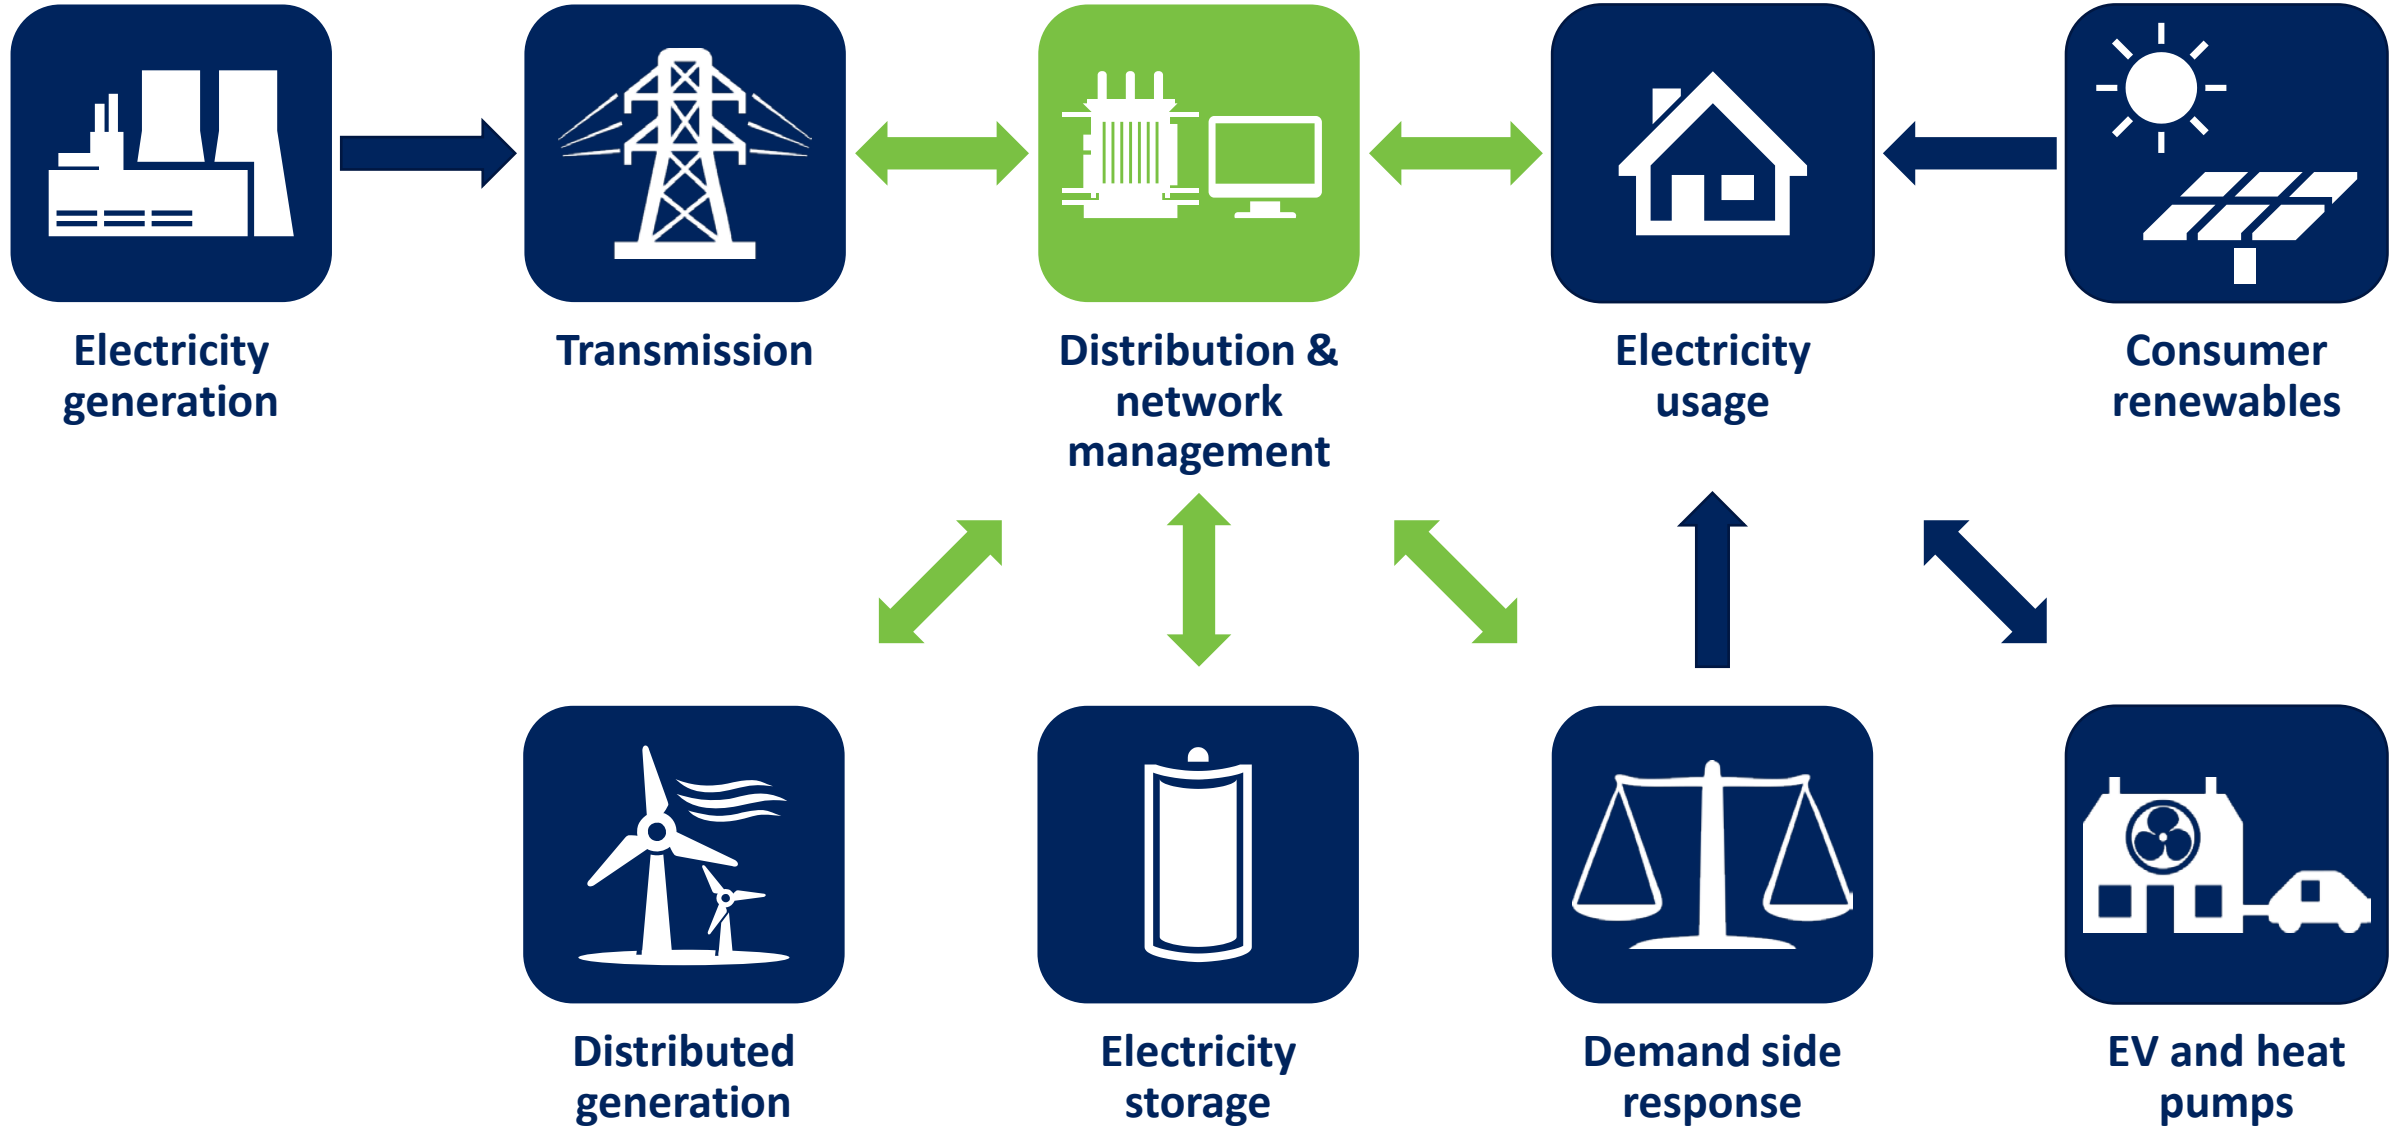 Electricity
generation
Transmission
Distribution &
network
management
Electricity
usage
Consumer
renewables
Distributed
generation
Electricity
storage
Demand side
response
EV and heat
pumps